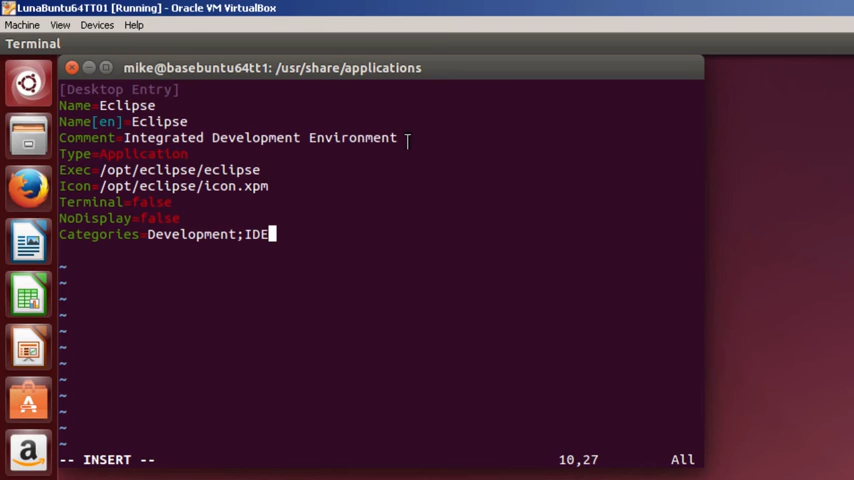 LunaBuntu64TT01 [Running] - Oracle VM VirtualBox
Machine View Devices Help
Terminal
mike@basebuntu64tt1: /usr/share/applications
[Desktop Entry]
Name=Eclipse
Name[en]=Eclipse
Comment=Integrated Development Environment
Type=Application
Exec=/opt/eclipse/eclipse
Icon=/opt/eclipse/icon.xpm
Terminal=false
NoDisplay=false
Categories=Development;IDE
~
~
~
~
~
~
~
~
~
~
~
~
-- INSERT -- 10,27 All